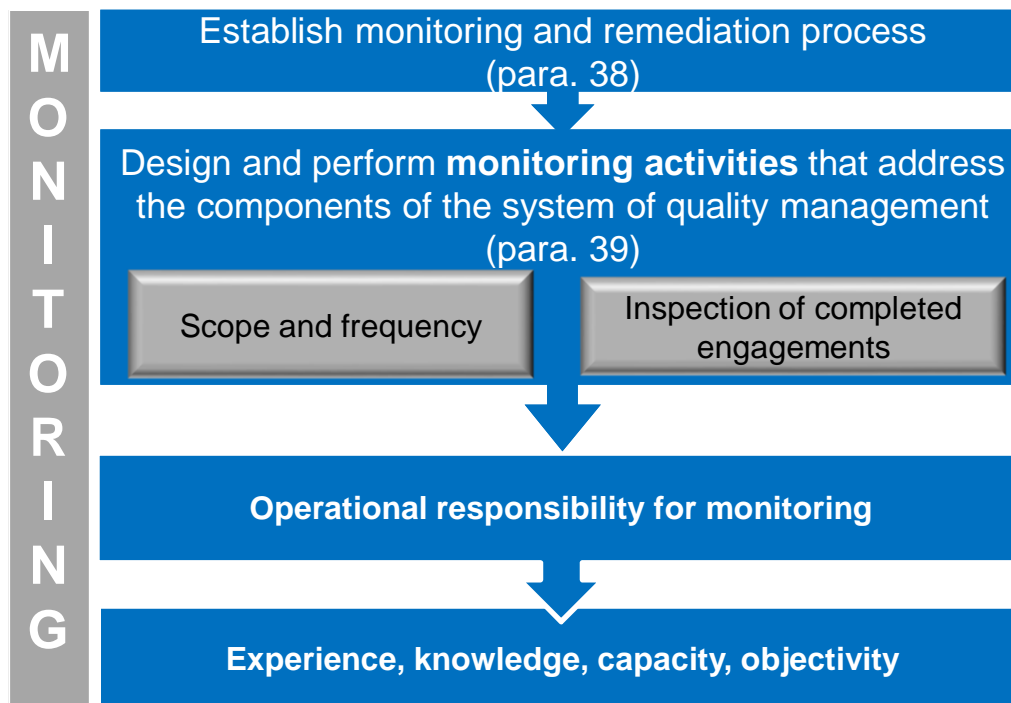 MONITORING
Establish monitoring and remediation process
(para. 38)
Design and perform monitoring activities that address
the components of the system of quality management
(para. 39)
Scope and frequency
Inspection of completed
engagements
Operational responsibility for monitoring
Experience, knowledge, capacity, objectivity